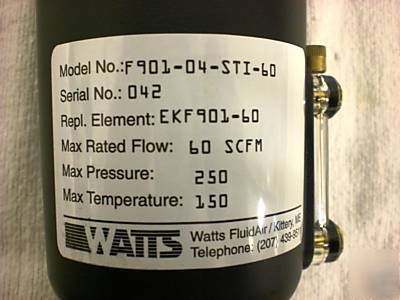 Model No.: F901-04-STI-60
Serial No.: 042
Repl. Element: EKF901-60
Max Rated Flow: 60 SCFM
Max Pressure: 250
Max Temperature: 150
WATTS
Watts FluidAir / Kittery, ME
Telephone: (207)